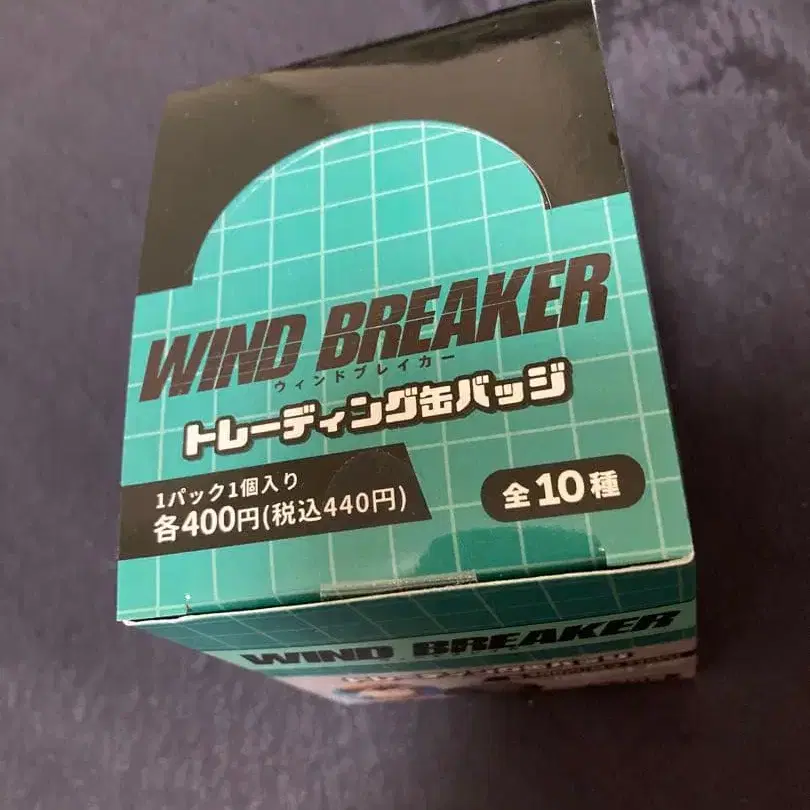 WIND BREAKER
ウィンドブレイカー
トレーディング缶バッジ
1パック1個入り
各400円(税込440円)
全10種
WIND BREAKER